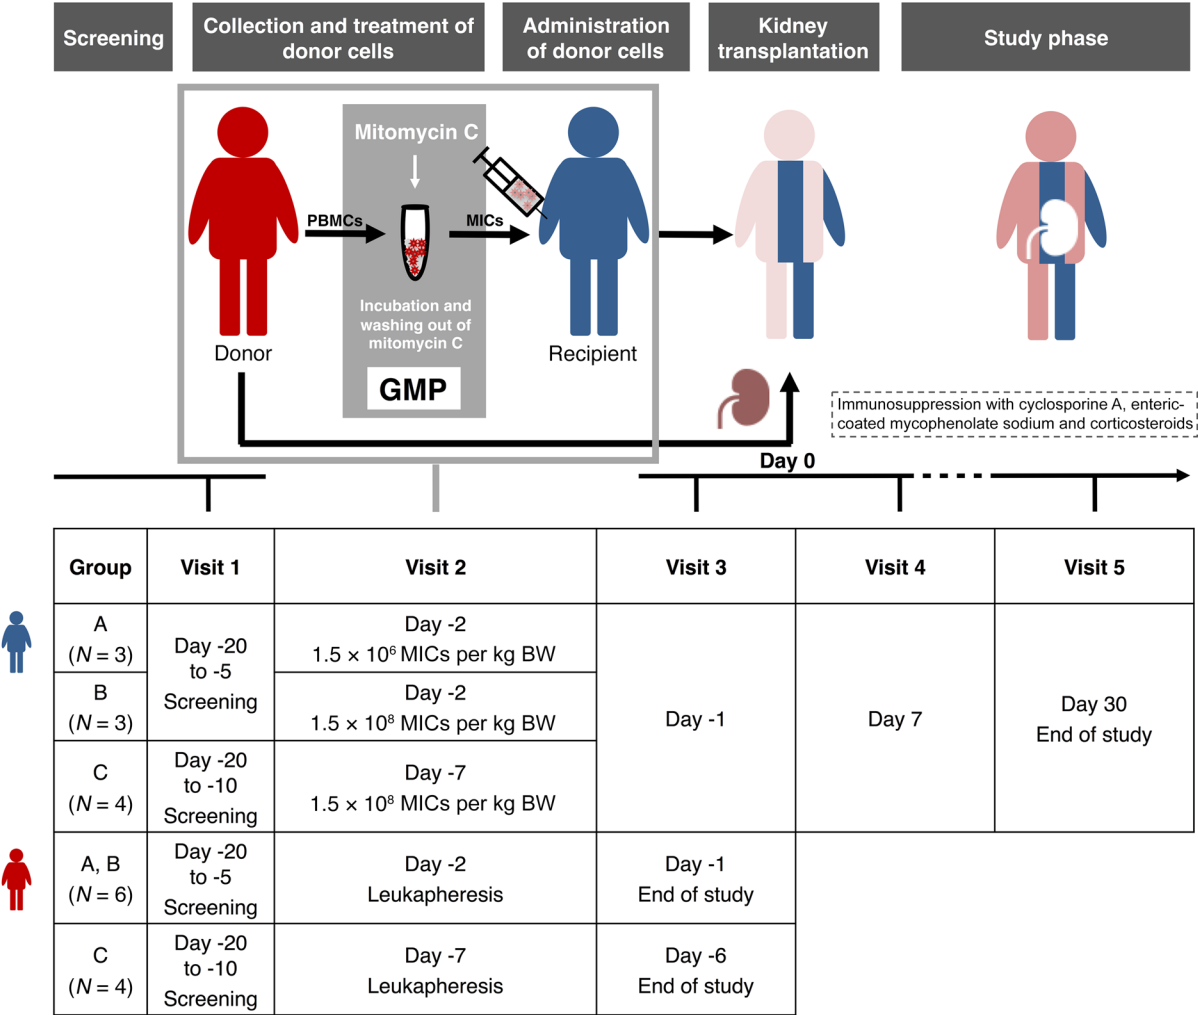 Screening
Collection and treatment of
donor cells
Administration
of donor cells
Kidney
transplantation
Study phase
Mitomycin C
PBMCs
MICs
Incubation and
washing out of
mitomycin C
GMP
Donor
Recipient
Immunosuppression with cyclosporine A, enteric-
coated mycophenolate sodium and corticosteroids
Day 0
Group
Visit 1
Visit 2
Visit 3
Visit 4
Visit 5
A
(N = 3)
Day -20
to -5
Screening
Day -2
1.5 × 10⁶ MICs per kg BW
B
(N = 3)
Day -2
1.5 × 10⁸ MICs per kg BW
Day -1
Day 7
Day 30
End of study
C
(N = 4)
Day -20
to -10
Screening
Day -7
1.5 × 10⁸ MICs per kg BW
A, B
(N = 6)
Day -20
to -5
Screening
Day -2
Leukapheresis
Day -1
End of study
C
(N = 4)
Day -20
to -10
Screening
Day -7
Leukapheresis
Day -6
End of study